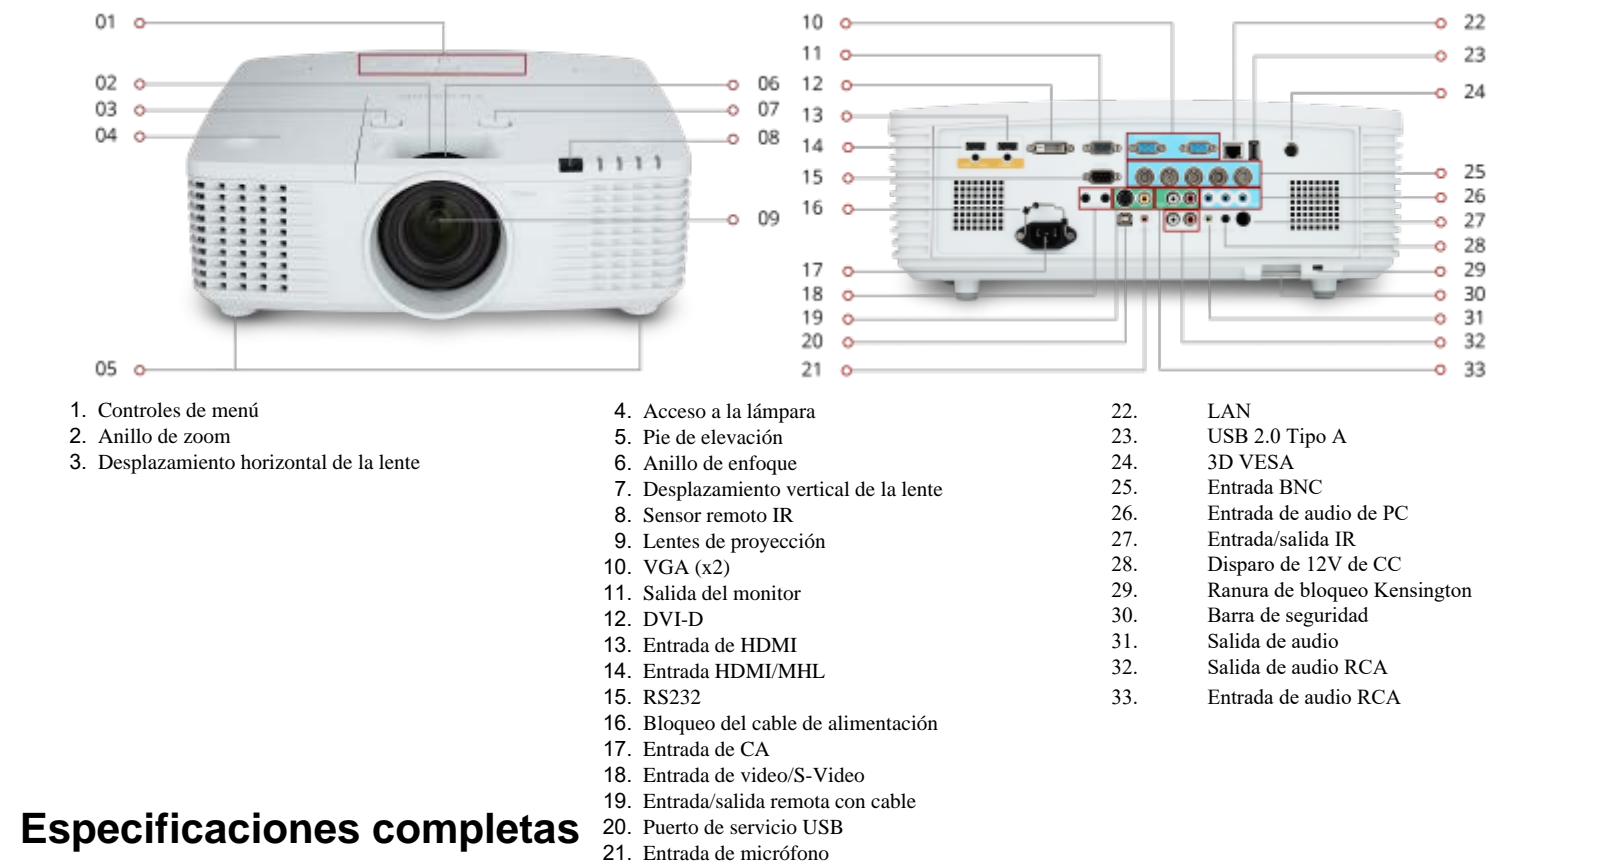 01
02
03
04
05
06
07
08
09
10
11
12
13
14
15
16
17
18
19
20
21
22
23
24
25
26
27
28
29
30
31
32
33
1. Controles de menú
2. Anillo de zoom
3. Desplazamiento horizontal de la lente
4. Acceso a la lámpara
5. Pie de elevación
6. Anillo de enfoque
7. Desplazamiento vertical de la lente
8. Sensor remoto IR
9. Lentes de proyección
10. VGA (x2)
11. Salida del monitor
12. DVI-D
13. Entrada de HDMI
14. Entrada HDMI/MHL
15. RS232
16. Bloqueo del cable de alimentación
17. Entrada de CA
18. Entrada de video/S-Video
19. Entrada/salida remota con cable
20. Puerto de servicio USB
21. Entrada de micrófono
22. LAN
23. USB 2.0 Tipo A
24. 3D VESA
25. Entrada BNC
26. Entrada de audio de PC
27. Entrada/salida IR
28. Disparo de 12V de CC
29. Ranura de bloqueo Kensington
30. Barra de seguridad
31. Salida de audio
32. Salida de audio RCA
33. Entrada de audio RCA
Especificaciones completas